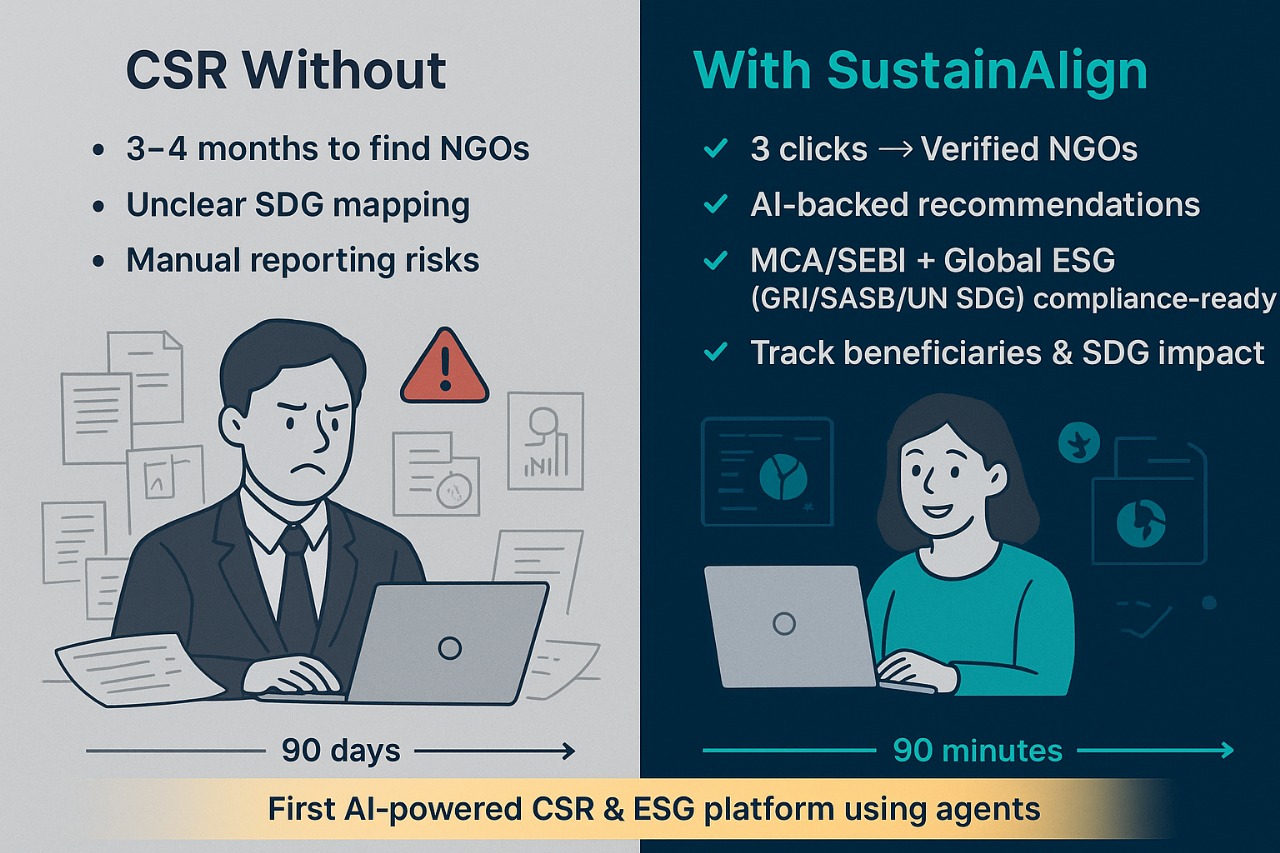 CSR Without
• 3–4 months to find NGOs
• Unclear SDG mapping
• Manual reporting risks
90 days
With SustainAlign
✓ 3 clicks → Verified NGOs
✓ AI-backed recommendations
✓ MCA/SEBI + Global ESG
(GRI/SASB/UN SDG) compliance-ready
✓ Track beneficiaries & SDG impact
90 minutes
First AI-powered CSR & ESG platform using agents